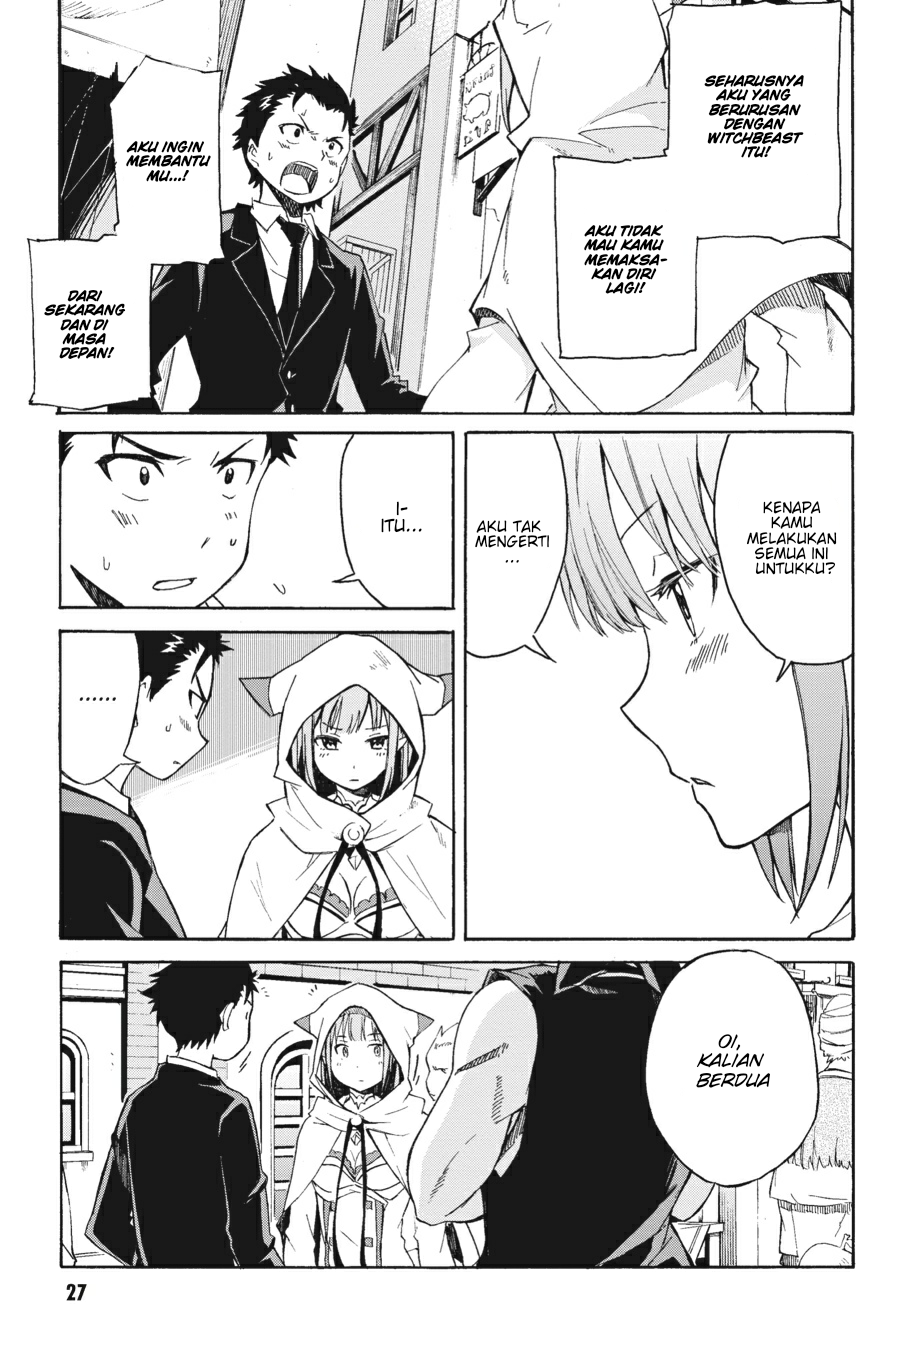 SEHARUSNYA
AKU YANG
BERURUSAN
DENGAN
WITCHBEAST
ITU!
AKU TIDAK
MAU KAMU
MEMAKSA-
KAN DIRI
LAGI!
AKU INGIN
MEMBANTU
MU...!
DARI
SEKARANG
DAN DI
MASA
DEPAN!
KENAPA
KAMU
MELAKUKAN
SEMUA INI
UNTUKKU?
AKU TAK
MENGERTI
...
I-
ITU...
......
OI,
KALIAN
BERDUA
27